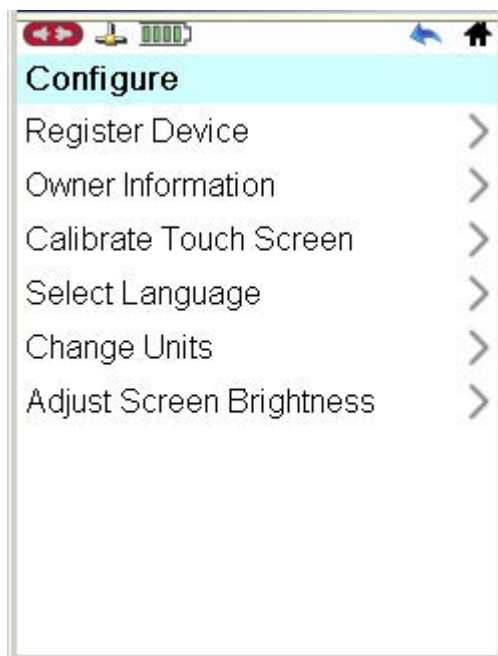 Configure
Register Device
Owner Information
Calibrate Touch Screen
Select Language
Change Units
Adjust Screen Brightness